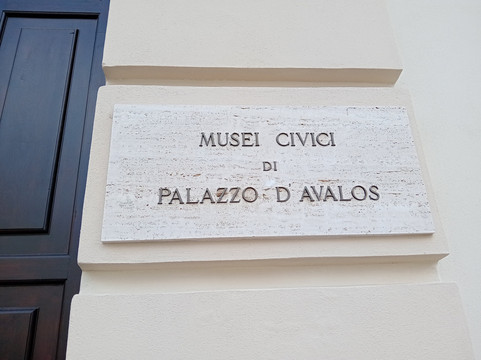 MUSEI CIVICI
DI
PALAZZO D AVALOS